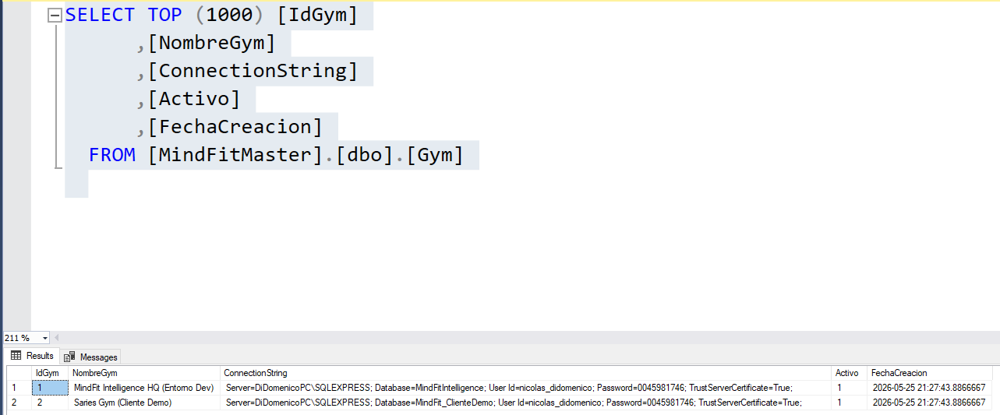 SELECT TOP (1000) [IdGym]
,[NombreGym]
,[ConnectionString]
,[Activo]
,[FechaCreacion]
FROM [MindFitMaster].[dbo].[Gym]
211 %
Results Messages
IdGym NombreGym ConnectionString Activo FechaCreacion
1 1 MindFit Intelligence HQ (Entorno Dev) Server=DiDomenicoPC\SQLEXPRESS; Database=MindFitIntelligence; User Id=nicolas_didomenico; Password=0045981746; TrustServerCertificate=True; 1 2026-05-25 21:27:43.8866667
2 2 Saries Gym (Cliente Demo) Server=DiDomenicoPC\SQLEXPRESS; Database=MindFit_ClienteDemo; User Id=nicolas_didomenico; Password=0045981746; TrustServerCertificate=True; 1 2026-05-25 21:27:43.8866667